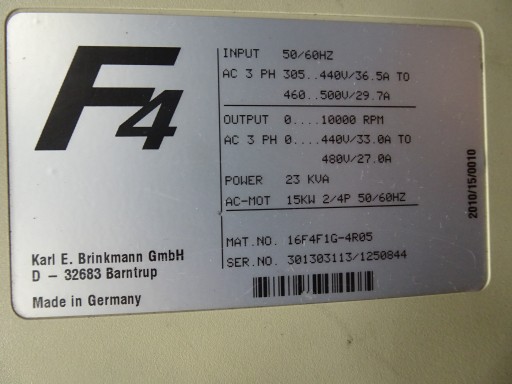 F4
INPUT 50/60HZ
AC 3 PH 305..440V/36.5A TO
460..500V/29.7A
OUTPUT 0....10000 RPM
AC 3 PH 0....440V/33.0A TO
480V/27.0A
POWER 23 KVA
AC-MOT 15KW 2/4P 50/60HZ
MAT.NO. 16F4F1G-4R05
SER.NO. 301303113/1250844
Karl E. Brinkmann GmbH
D – 32683 Barntrup
Made in Germany
2010/15/0010